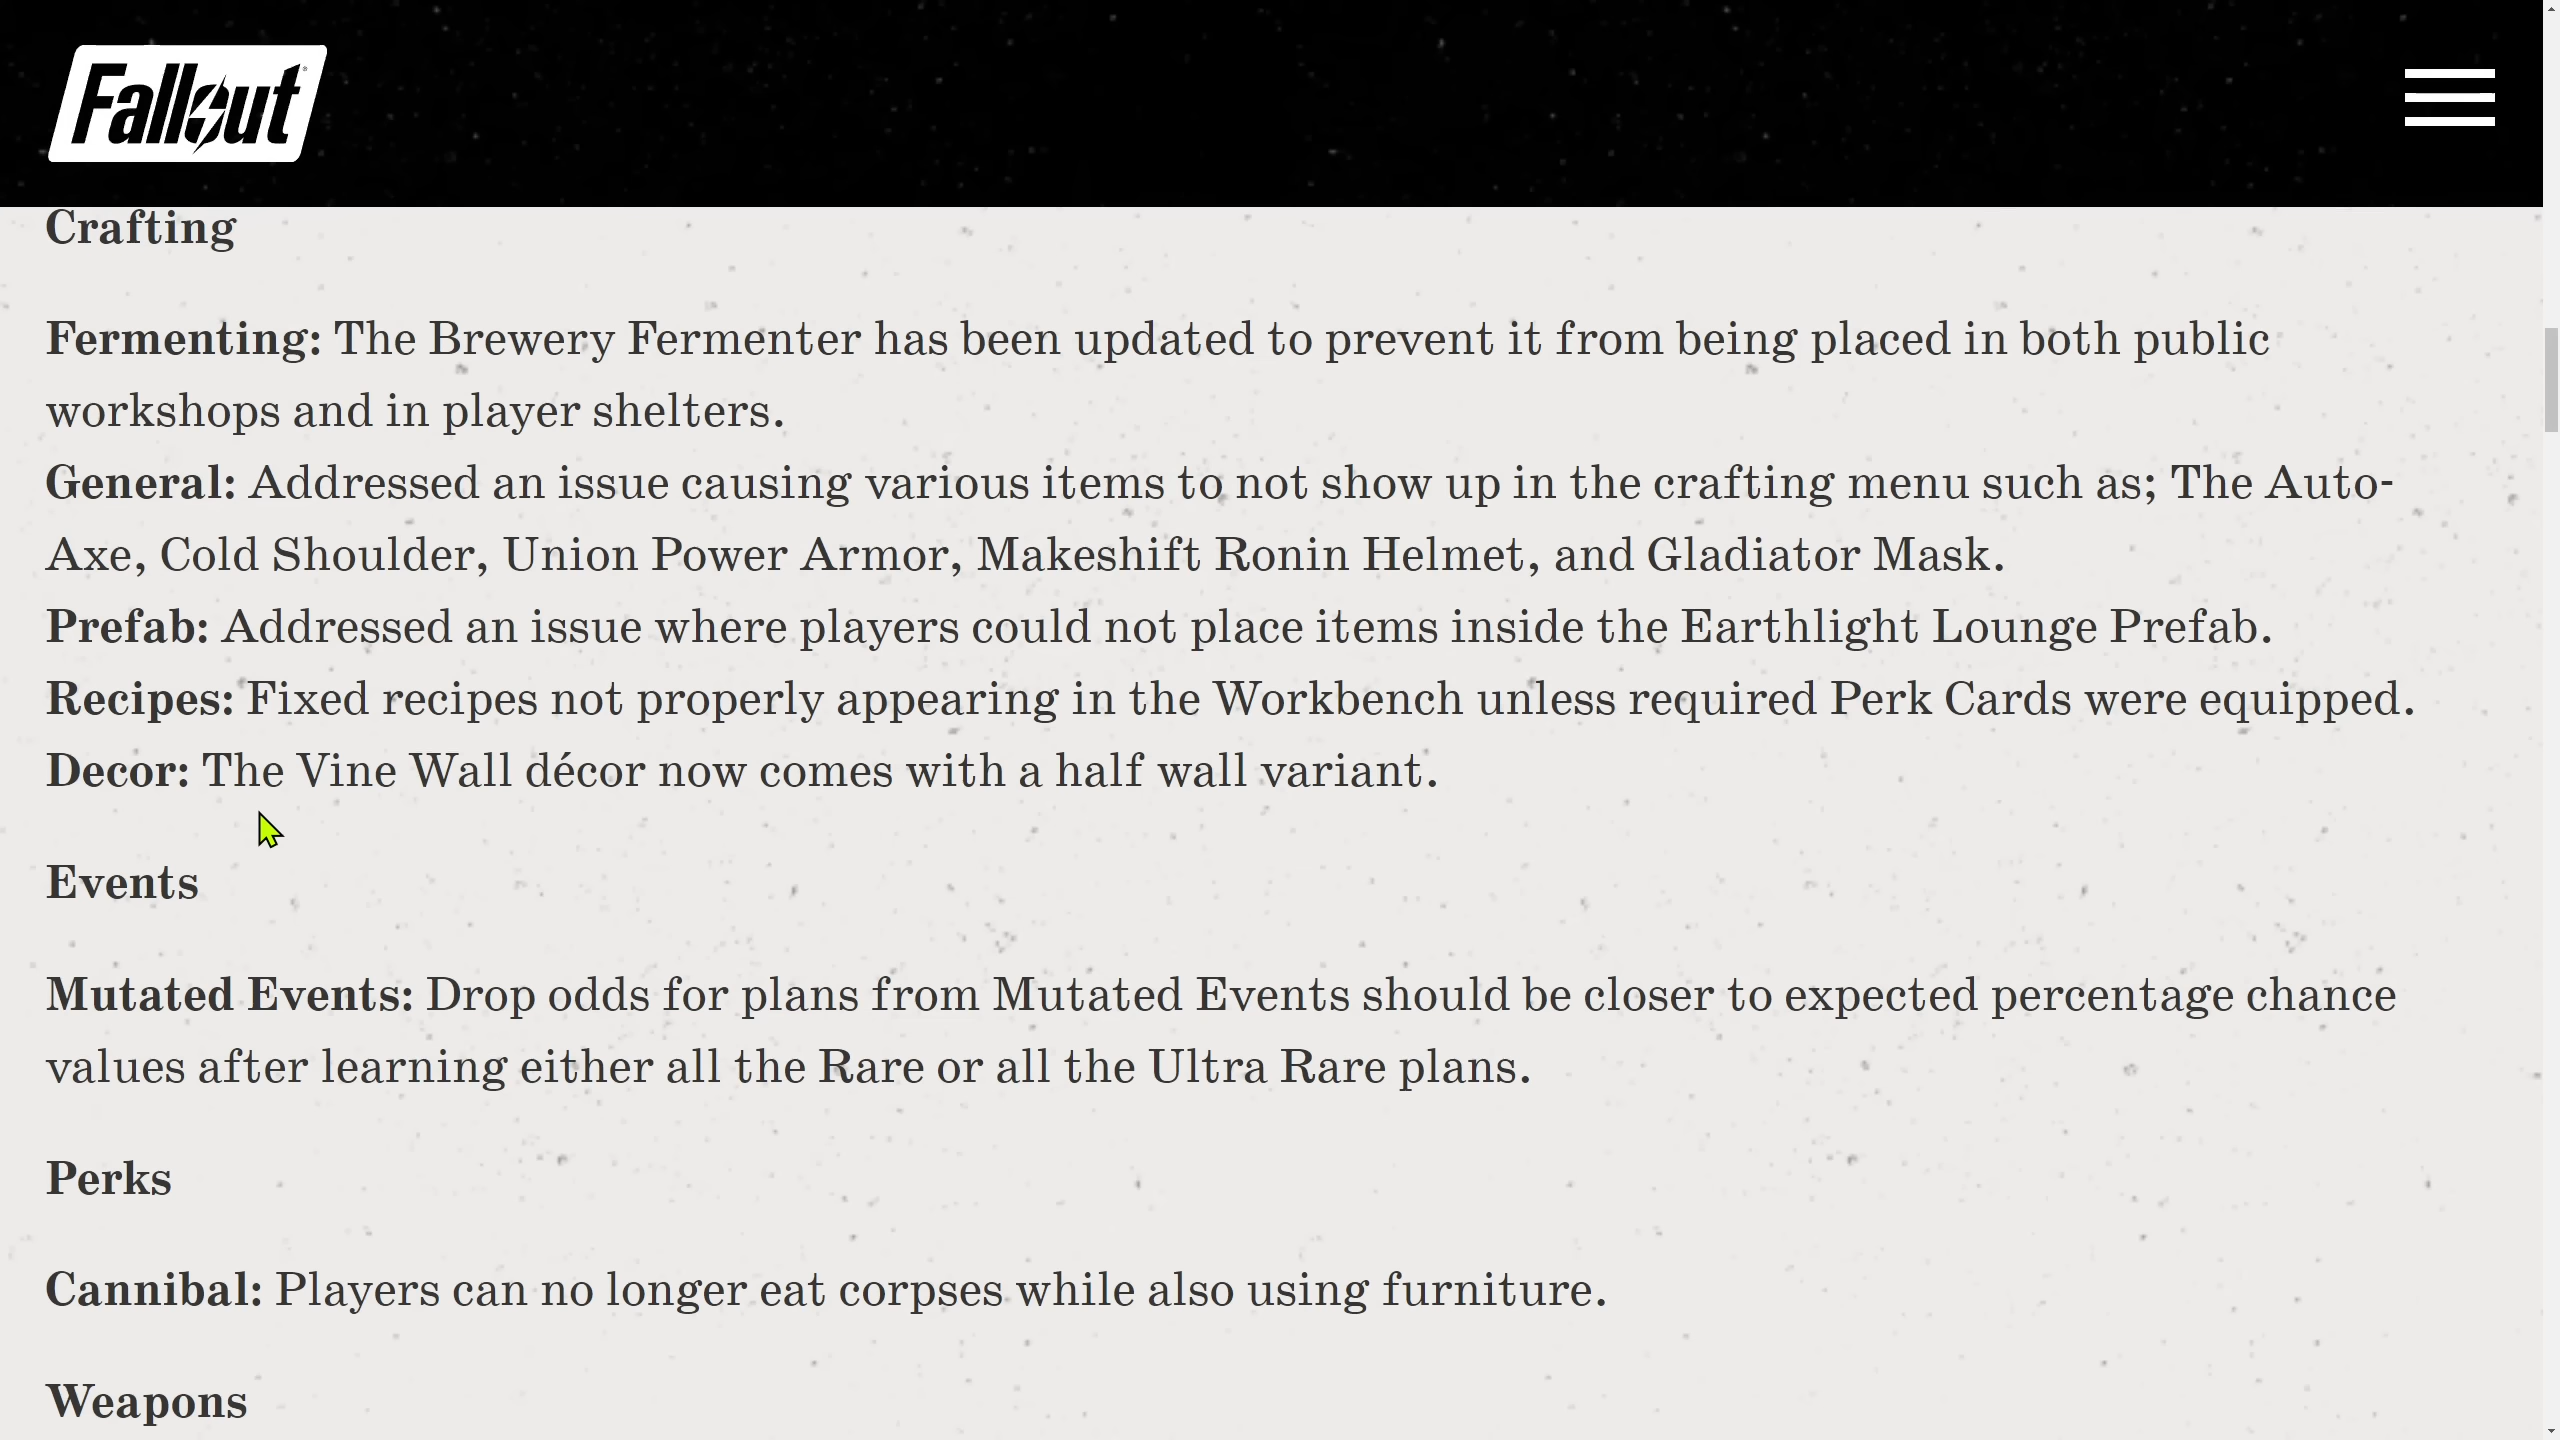 Fallout
Crafting
Fermenting: The Brewery Fermenter has been updated to prevent it from being placed in both public
workshops and in player shelters.
General: Addressed an issue causing various items to not show up in the crafting menu such as; The Auto-
Axe, Cold Shoulder, Union Power Armor, Makeshift Ronin Helmet, and Gladiator Mask.
Prefab: Addressed an issue where players could not place items inside the Earthlight Lounge Prefab.
Recipes: Fixed recipes not properly appearing in the Workbench unless required Perk Cards were equipped.
Decor: The Vine Wall décor now comes with a half wall variant.
Events
Mutated Events: Drop odds for plans from Mutated Events should be closer to expected percentage chance
values after learning either all the Rare or all the Ultra Rare plans.
Perks
Cannibal: Players can no longer eat corpses while also using furniture.
Weapons